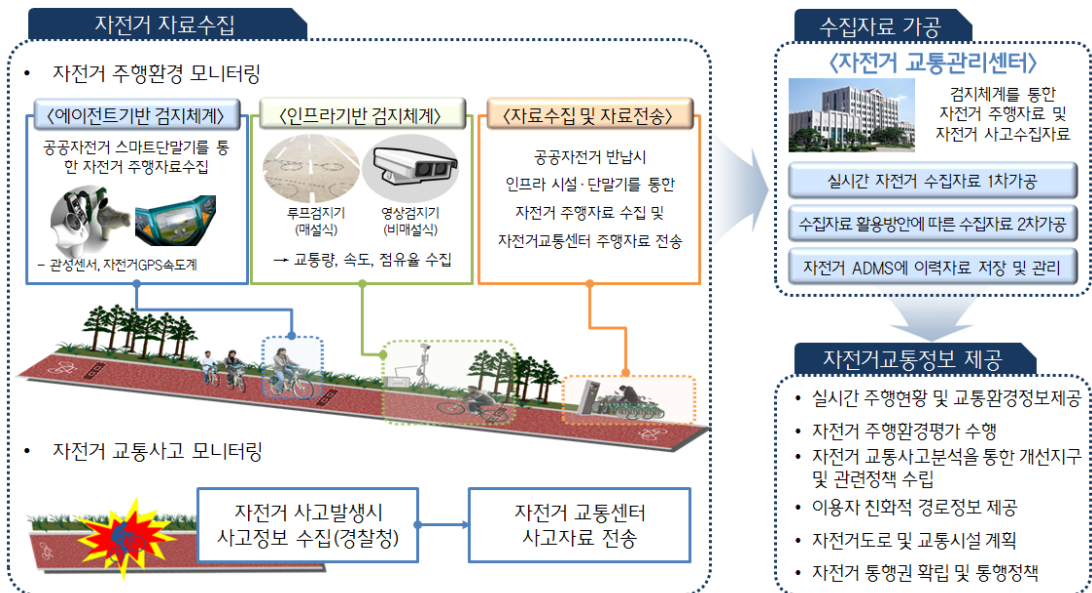 자전거 자료수집
• 자전거 주행환경 모니터링
〈에이전트기반 검지체계〉
공공자전거 스마트단말기를 통
한 자전거 주행자료수집
– 관성센서, 자전거GPS속도계
〈인프라기반 검지체계〉
루프검지기
(매설식)
영상검지기
(비매설식)
→ 교통량, 속도, 점유율 수집
〈자료수집 및 자료전송〉
공공자전거 반납시
인프라 시설·단말기를 통한
자전거 주행자료 수집 및
자전거교통센터 주행자료 전송
• 자전거 교통사고 모니터링
자전거 사고발생시
사고정보 수집(경찰청)
자전거 교통센터
사고자료 전송
수집자료 가공
〈자전거 교통관리센터〉
검지체계를 통한
자전거 주행자료 및
자전거 사고수집자료
실시간 자전거 수집자료 1차가공
수집자료 활용방안에 따른 수집자료 2차가공
자전거 ADMS에 이력자료 저장 및 관리
자전거교통정보 제공
• 실시간 주행현황 및 교통환경정보제공
• 자전거 주행환경평가 수행
• 자전거 교통사고분석을 통한 개선지구
및 관련정책 수립
• 이용자 친화적 경로정보 제공
• 자전거도로 및 교통시설 계획
• 자전거 통행권 확립 및 통행정책